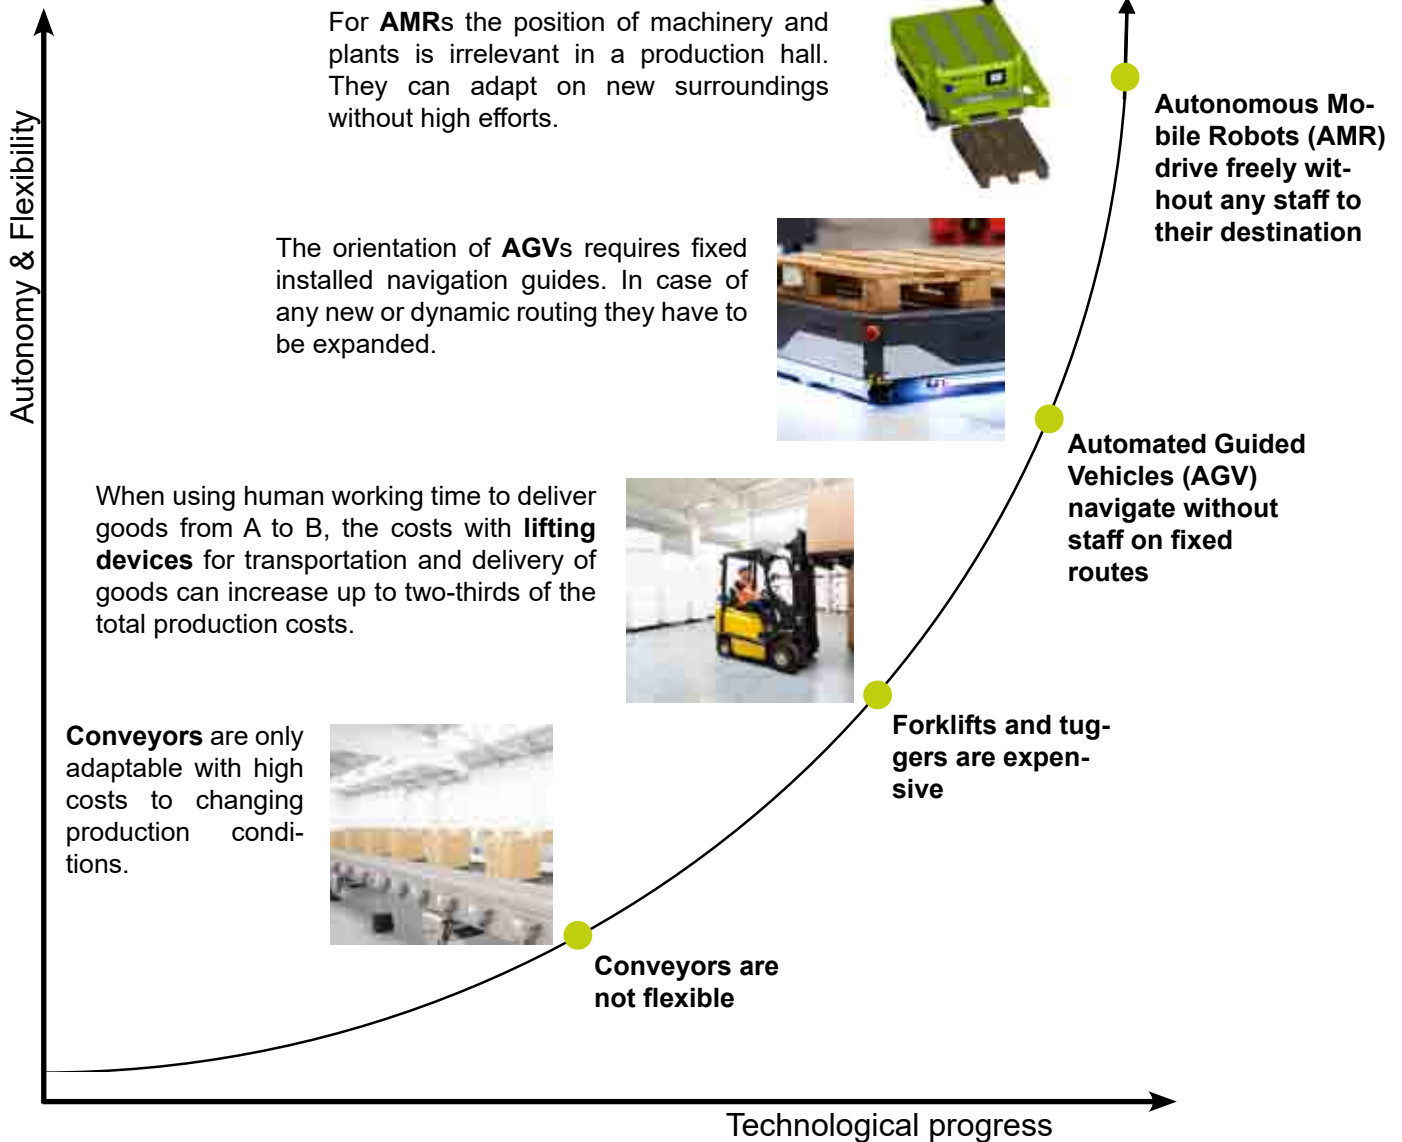 For AMRs the position of machinery and
plants is irrelevant in a production hall.
They can adapt on new surroundings
without high efforts.
Autonomous Mo-
bile Robots (AMR)
drive freely wit-
hout any staff to
their destination
Autonomy & Flexibility
The orientation of AGVs requires fixed
installed navigation guides. In case of
any new or dynamic routing they have to
be expanded.
Automated Guided
Vehicles (AGV)
navigate without
staff on fixed
routes
When using human working time to deliver
goods from A to B, the costs with lifting
devices for transportation and delivery of
goods can increase up to two-thirds of the
total production costs.
Forklifts and tug-
gers are expen-
sive
Conveyors are only
adaptable with high
costs to changing
production condi-
tions.
Conveyors are
not flexible
Technological progress